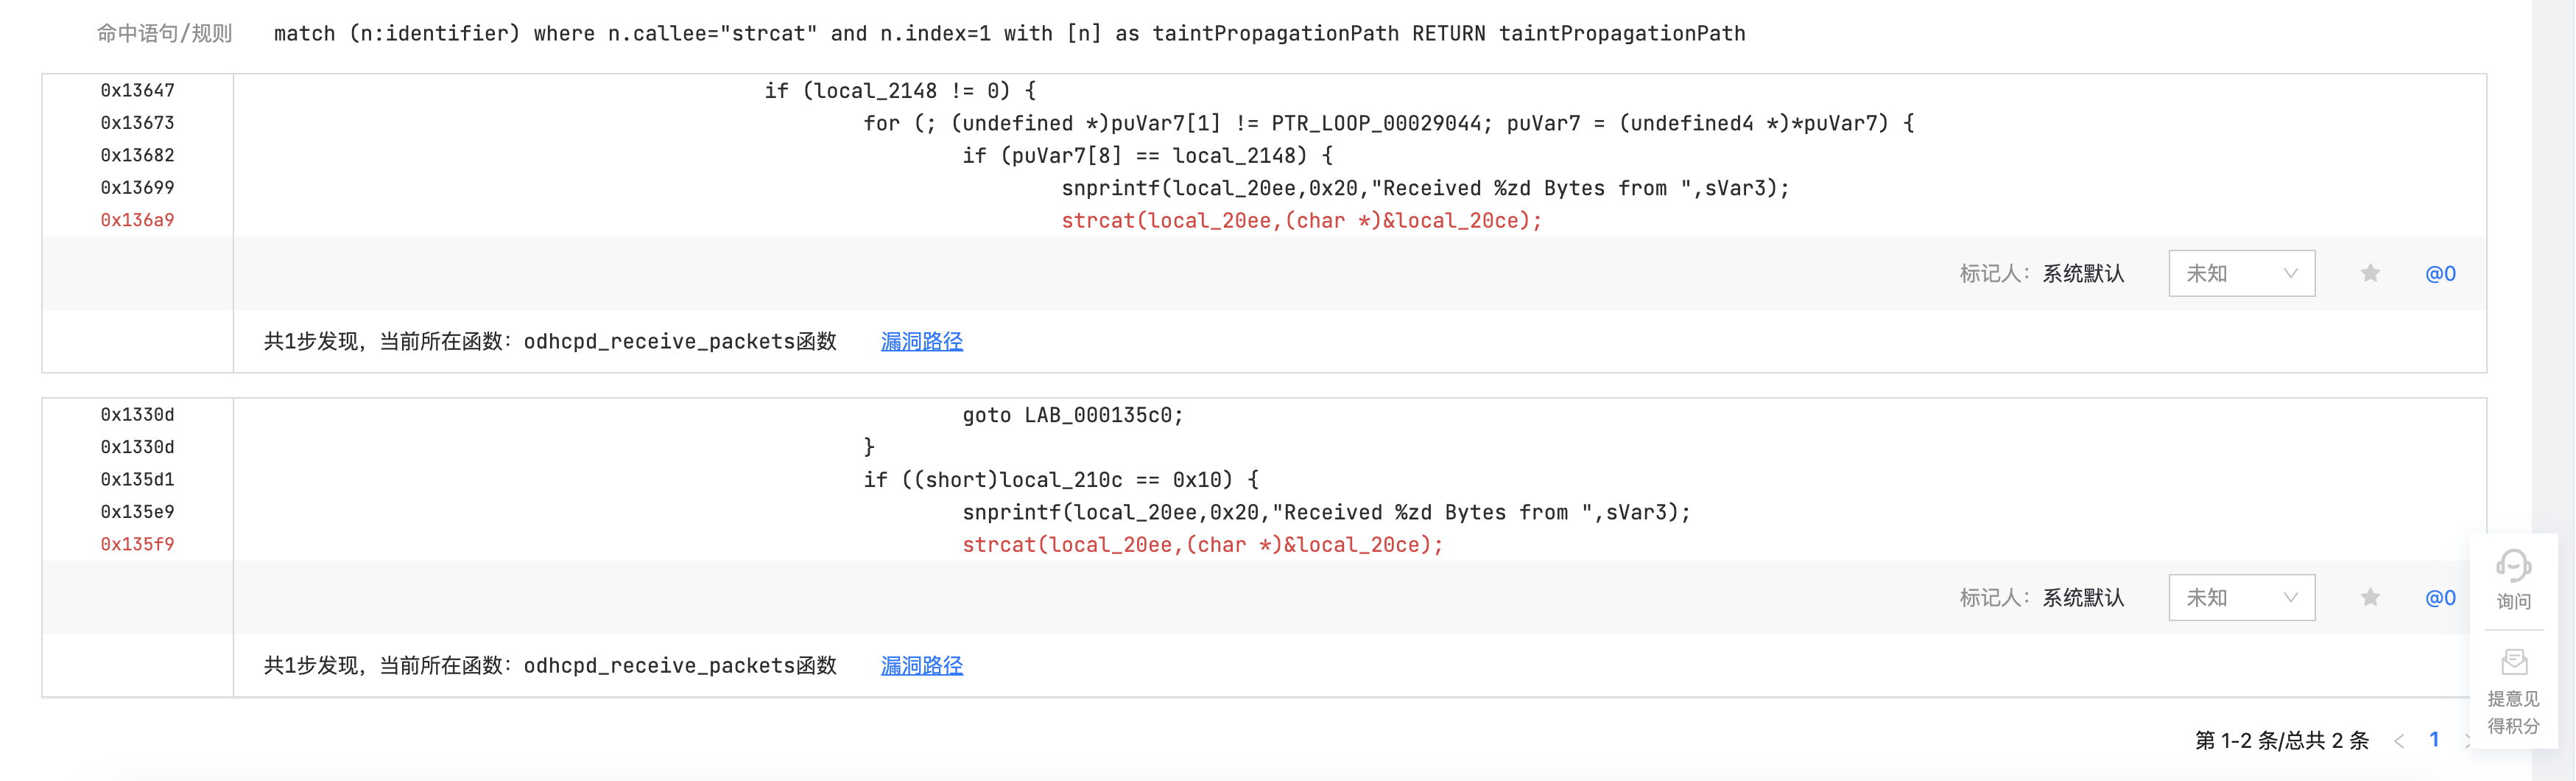 命中语句/规则 match (n:identifier) where n.callee="strcat" and n.index=1 with [n] as taintPropagationPath RETURN taintPropagationPath
0x13647 if (local_2148 != 0) {
0x13673 for (; (undefined *)puVar7[1] != PTR_LOOP_00029044; puVar7 = (undefined4 *)*puVar7) {
0x13682 if (puVar7[8] == local_2148) {
0x13699 snprintf(local_20ee,0x20,"Received %zd Bytes from ",sVar3);
0x136a9 strcat(local_20ee,(char *)&local_20ce);
标记人: 系统默认 未知 @0
共1步发现, 当前所在函数: odhcpd_receive_packets函数 漏洞路径
0x1330d goto LAB_000135c0;
0x1330d }
0x135d1 if ((short)local_210c == 0x10) {
0x135e9 snprintf(local_20ee,0x20,"Received %zd Bytes from ",sVar3);
0x135f9 strcat(local_20ee,(char *)&local_20ce);
标记人: 系统默认 未知 @0
共1步发现, 当前所在函数: odhcpd_receive_packets函数 漏洞路径
询问
提意见
得积分
第 1-2 条/总共 2 条 < 1 >